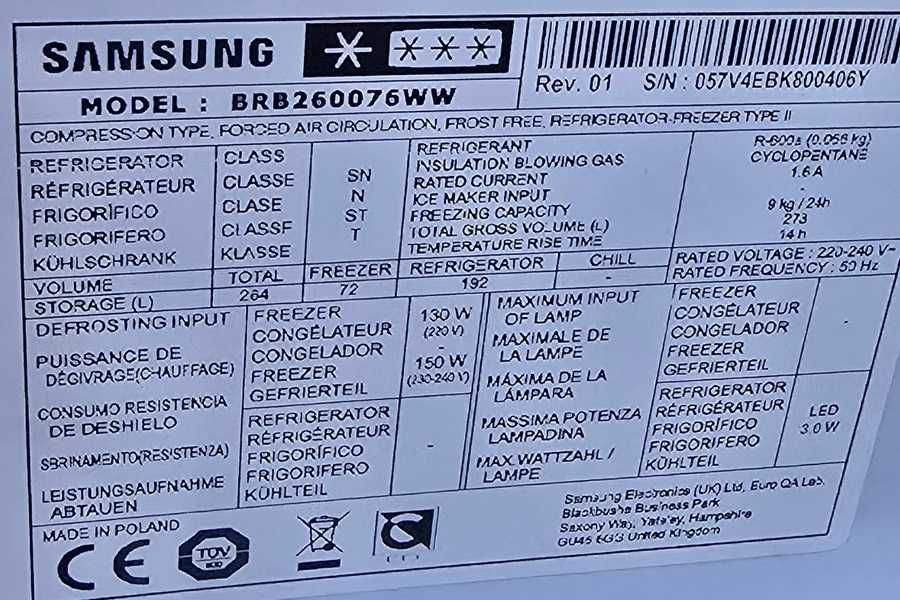 SAMSUNG
Rev. 01 S/N : 057V4EBK800406Y
MODEL : BRB260076WW
COMPRESSION TYPE, FORCED AIR CIRCULATION, FROST FREE, REFRIGERATOR-FREEZER TYPE II
REFRIGERATOR CLASS
RÉFRIGÉRATEUR CLASSE
FRIGORÍFICO CLASE
FRIGORIFERO CLASSE
KÜHLSCHRANK KLASSE
SN
N
ST
T
REFRIGERANT R-600a (0.056 kg)
INSULATION BLOWING GAS CYCLOPENTANE
RATED CURRENT 1.6 A
ICE MAKER INPUT -
FREEZING CAPACITY 9 kg / 24h
TOTAL GROSS VOLUME (L) 273
TEMPERATURE RISE TIME 14 h
VOLUME TOTAL FREEZER REFRIGERATOR CHILL RATED VOLTAGE : 220-240 V~
STORAGE (L) 264 72 192 - RATED FREQUENCY : 50 Hz
DEFROSTING INPUT
PUISSANCE DE
DÉGIVRAGE(CHAUFFAGE)
CONSUMO RESISTENCIA
DE DESHIELO
SBRINAMENTO(RESISTENZA)
LEISTUNGSAUFNAHME
ABTAUEN
FREEZER
CONGÉLATEUR
CONGELADOR
FREEZER
GEFRIERTEIL
130 W
(220 V)
-
150 W
(230-240 V)
REFRIGERATOR
RÉFRIGÉRATEUR
FRIGORÍFICO
FRIGORIFERO
KÜHLTEIL
-
MAXIMUM INPUT
OF LAMP
MAXIMALE DE
LA LAMPE
MÁXIMA DE LA
LÁMPARA
MASSIMA POTENZA
LAMPADINA
MAX WATTZAHL /
LAMPE
FREEZER
CONGÉLATEUR
CONGELADOR
FREEZER
GEFRIERTEIL
-
REFRIGERATOR
RÉFRIGÉRATEUR
FRIGORÍFICO
FRIGORIFERO
KÜHLTEIL
LED
3.0 W
MADE IN POLAND
CE
TÜV
Samsung Electronics (UK) Ltd, Euro QA Lab.
Blackbushe Business Park
Saxony Way, Yateley, Hampshire
GU46 6GG United Kingdom